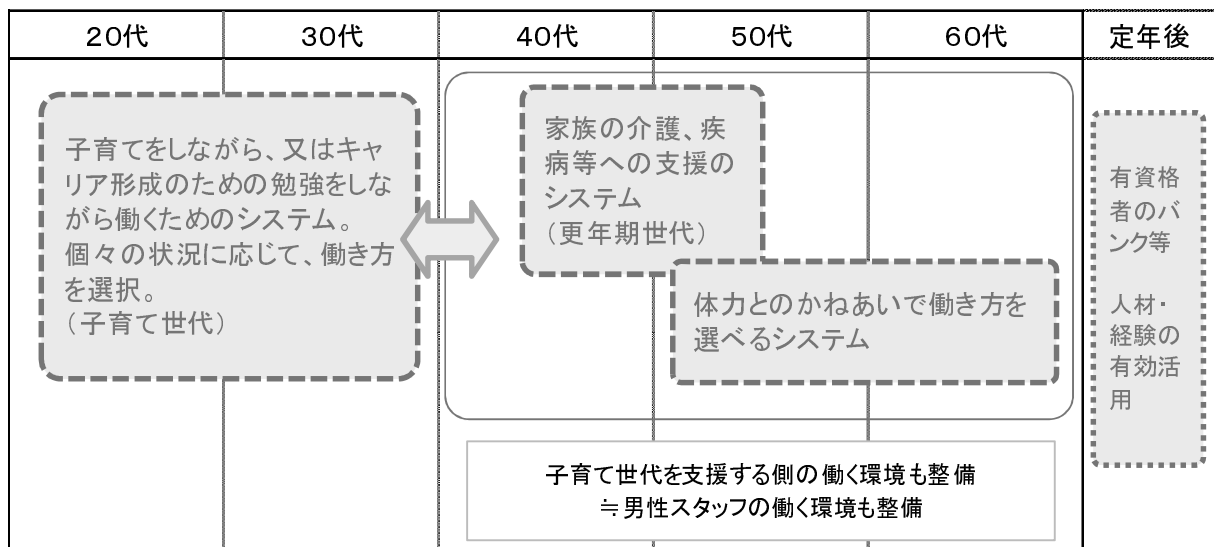 20代
30代
40代
50代
60代
定年後
子育てをしながら、又はキャ
リア形成のための勉強をしな
がら働くためのシステム。
個々の状況に応じて、働き方
を選択。
（子育て世代）
家族の介護、疾
病等への支援の
システム
（更年期世代）
体力とのかねあいで働き方を
選べるシステム
有資格
者のバ
ンク等
人材・
経験の
有効活
用
子育て世代を支援する側の働く環境も整備
≒男性スタッフの働く環境も整備